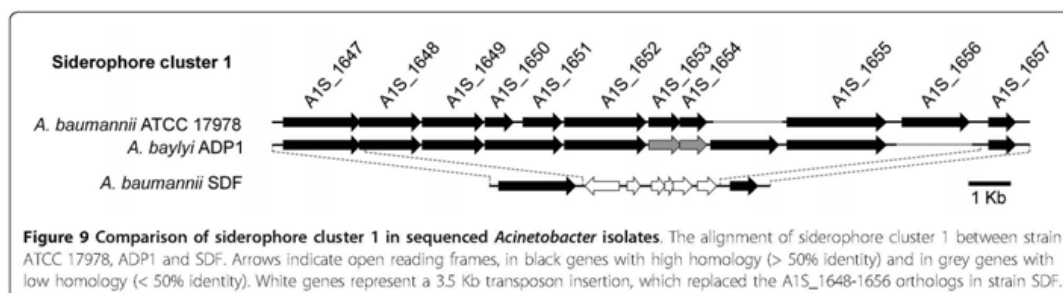 A1S_1647 A1S_1648 A1S_1649 A1S_1650 A1S_1651 A1S_1652 A1S_1653 A1S_1654 A1S_1655 A1S_1656 A1S_1657
Siderophore cluster 1
A. baumannii ATCC 17978
A. baylyi ADP1
A. baumannii SDF
1 Kb
Figure 9 Comparison of siderophore cluster 1 in sequenced Acinetobacter isolates. The alignment of siderophore cluster 1 between strain
ATCC 17978, ADP1 and SDF. Arrows indicate open reading frames, in black genes with high homology (> 50% identity) and in grey genes with
low homology (< 50% identity). White genes represent a 3.5 Kb transposon insertion, which replaced the A1S_1648-1656 orthologs in strain SDF.